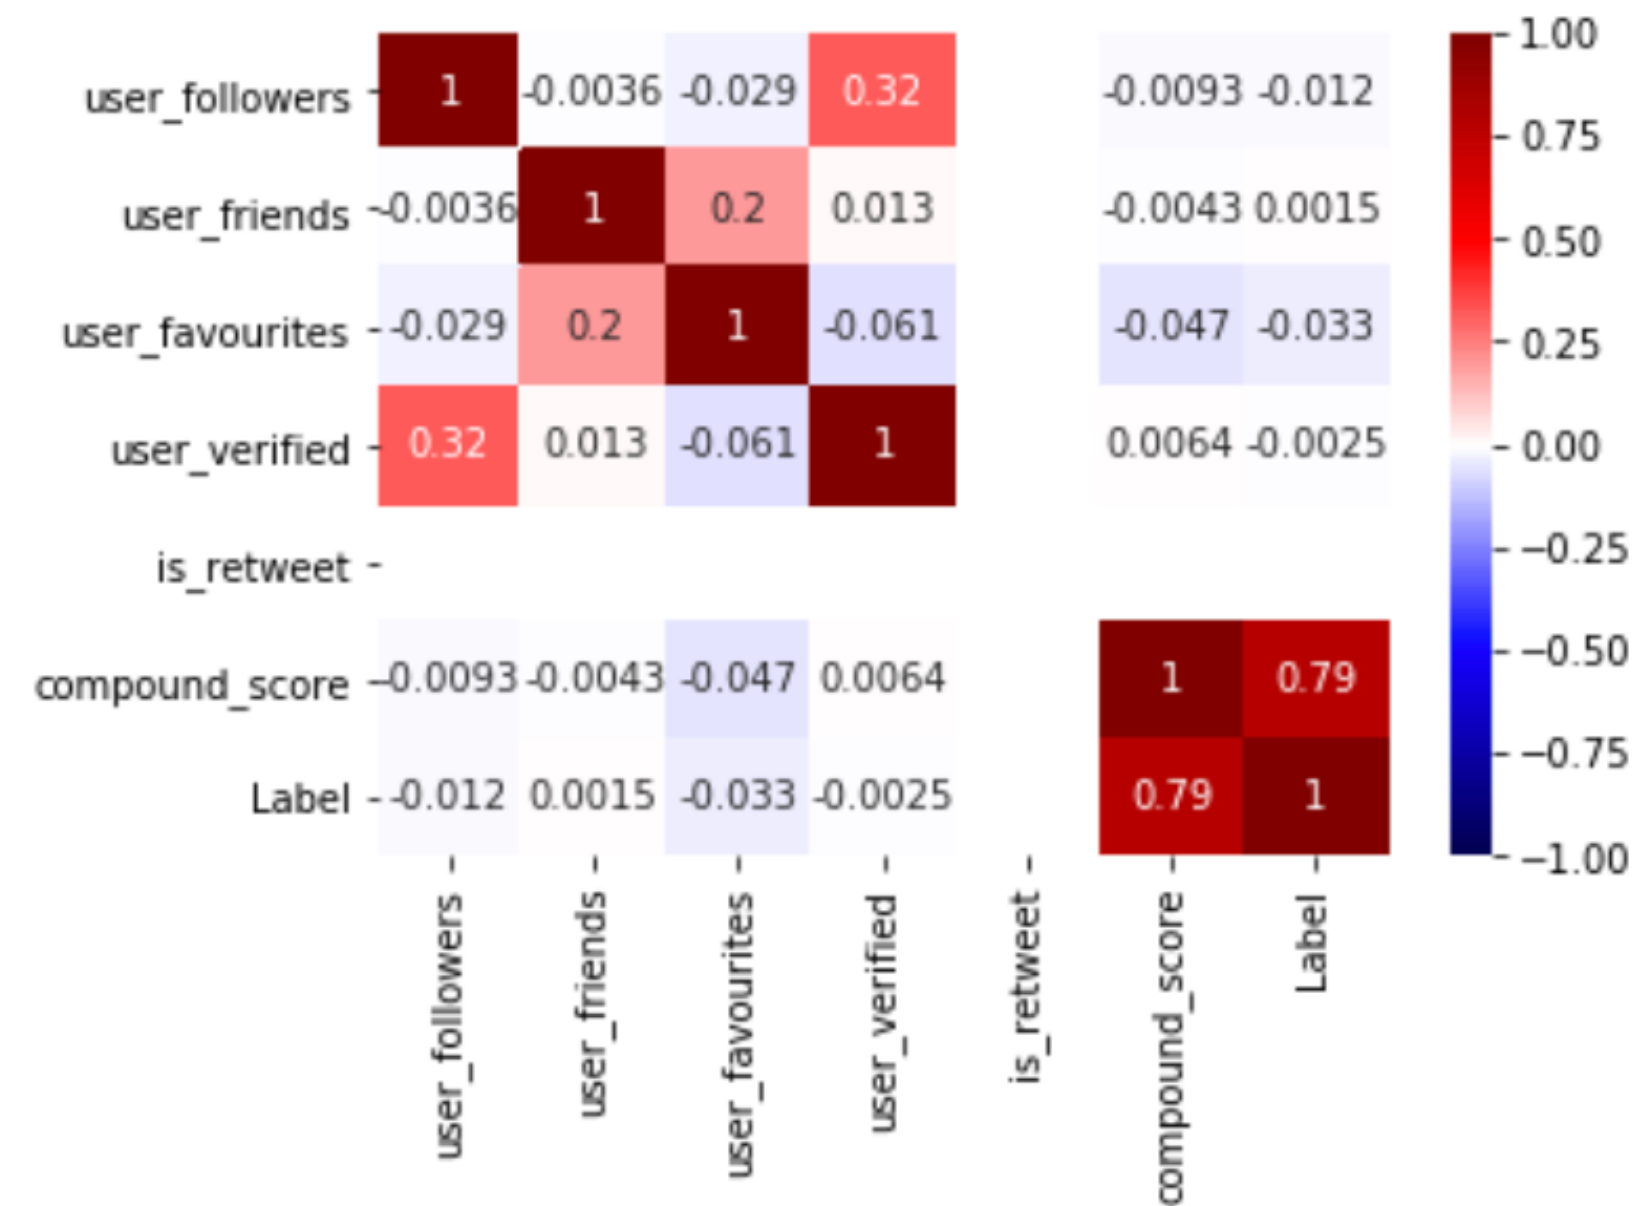 user_followers 1 -0.0036 -0.029 0.32 -0.0093 -0.012
user_friends -0.0036 1 0.2 0.013 -0.0043 0.0015
user_favourites -0.029 0.2 1 -0.061 -0.047 -0.033
user_verified 0.32 0.013 -0.061 1 0.0064 -0.0025
is_retweet
compound_score -0.0093 -0.0043 -0.047 0.0064 1 0.79
Label -0.012 0.0015 -0.033 -0.0025 0.79 1
user_followers
user_friends
user_favourites
user_verified
is_retweet
compound_score
Label
1.00
0.75
0.50
0.25
0.00
−0.25
−0.50
−0.75
−1.00